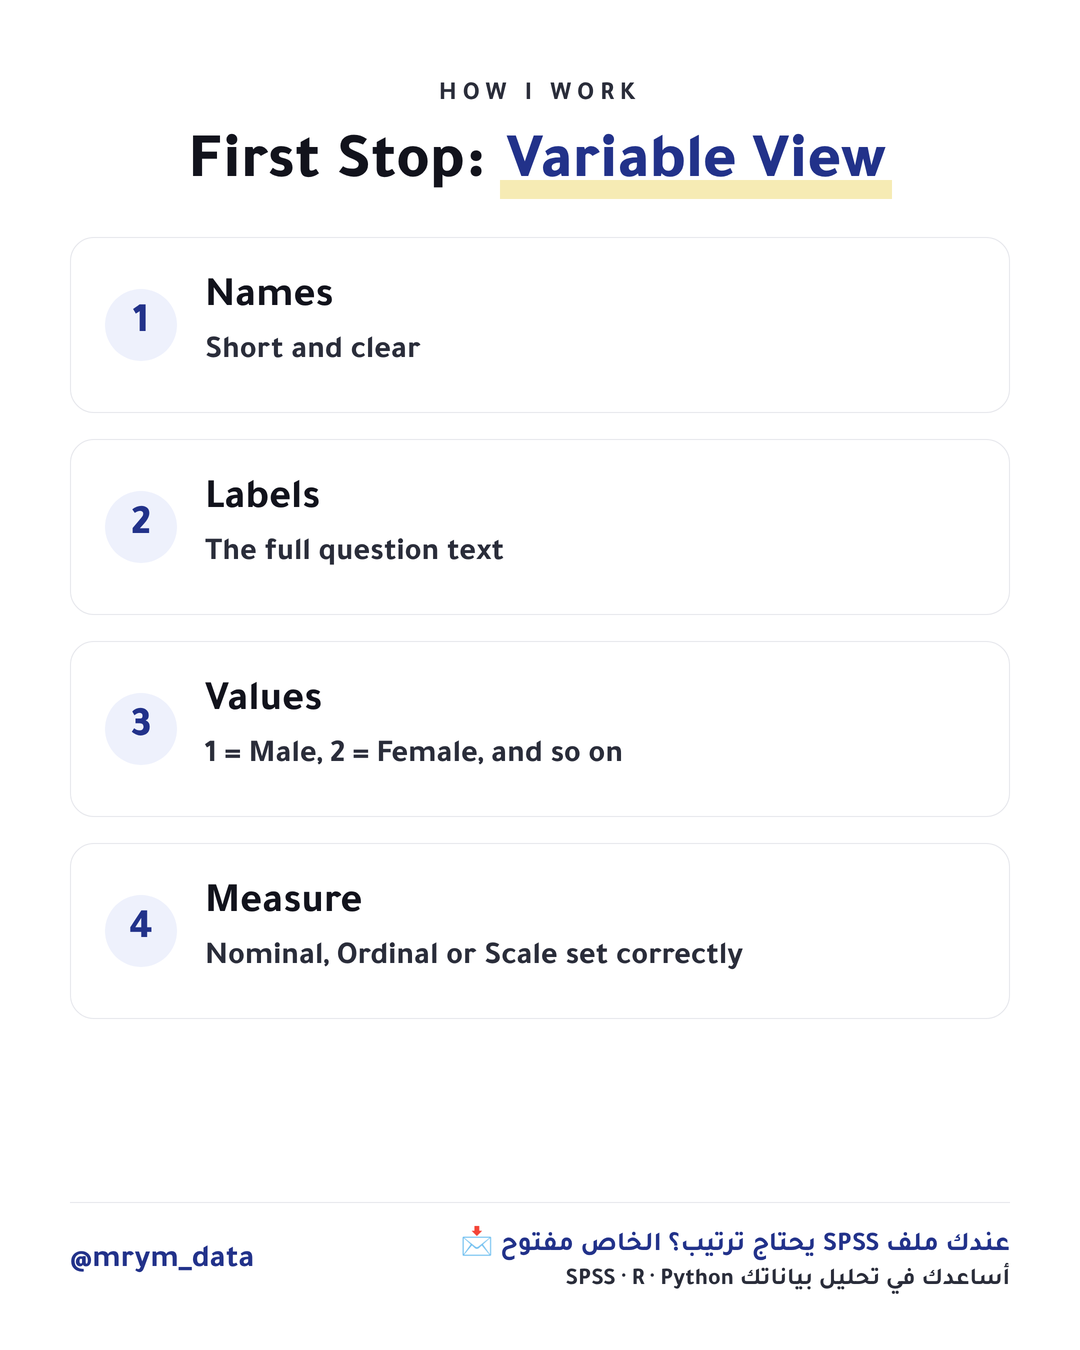 HOW I WORK
First Stop: Variable View
1
Names
Short and clear
2
Labels
The full question text
3
Values
1 = Male, 2 = Female, and so on
4
Measure
Nominal, Ordinal or Scale set correctly
عندك ملف SPSS يحتاج ترتيب؟ الخاص مفتوح 📩
أساعدك في تحليل بياناتك SPSS · R · Python
@mrym_data